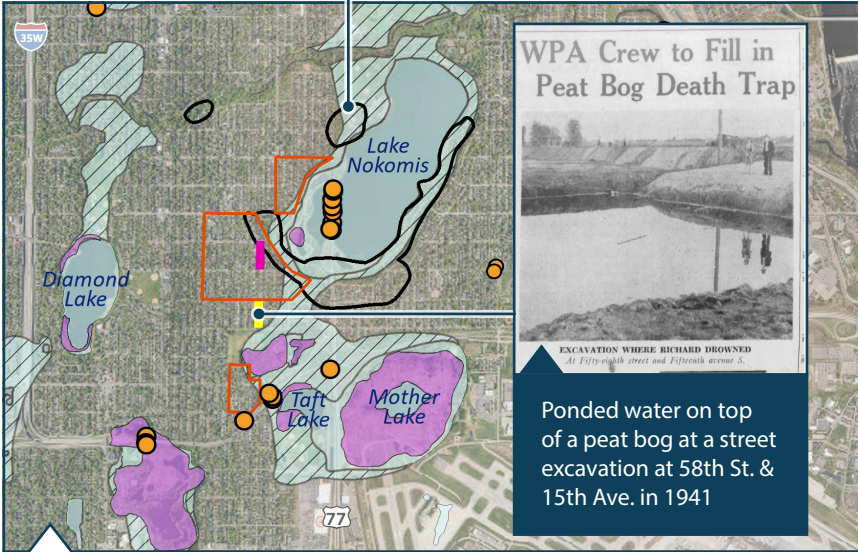 35W
Lake
Nokomis
Diamond
Lake
Taft
Lake
Mother
Lake
77
WPA Crew to Fill in
Peat Bog Death Trap
EXCAVATION WHERE RICHARD DROWNED
At Fifty-eighth street and Fifteenth avenue S.
Ponded water on top
of a peat bog at a street
excavation at 58th St. &
15th Ave. in 1941